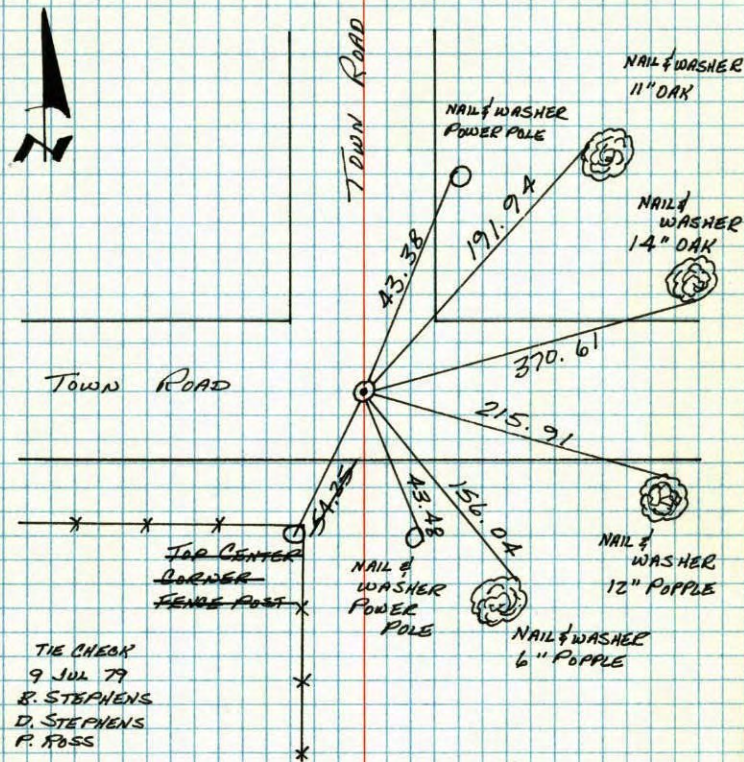 N
TOWN ROAD
NAIL & WASHER
11" OAK
NAIL & WASHER
POWER POLE
NAIL &
WASHER
14" OAK
43.38
191.94
370.61
TOWN ROAD
215.91
54.25
43.48
156.04
TOP CENTER
CORNER
FENCE POST
NAIL &
WASHER
POWER
POLE
NAIL &
WASHER
12" POPPLE
NAIL & WASHER
6" POPPLE
TIE CHECK
9 JUL 79
B. STEPHENS
D. STEPHENS
P. ROSS